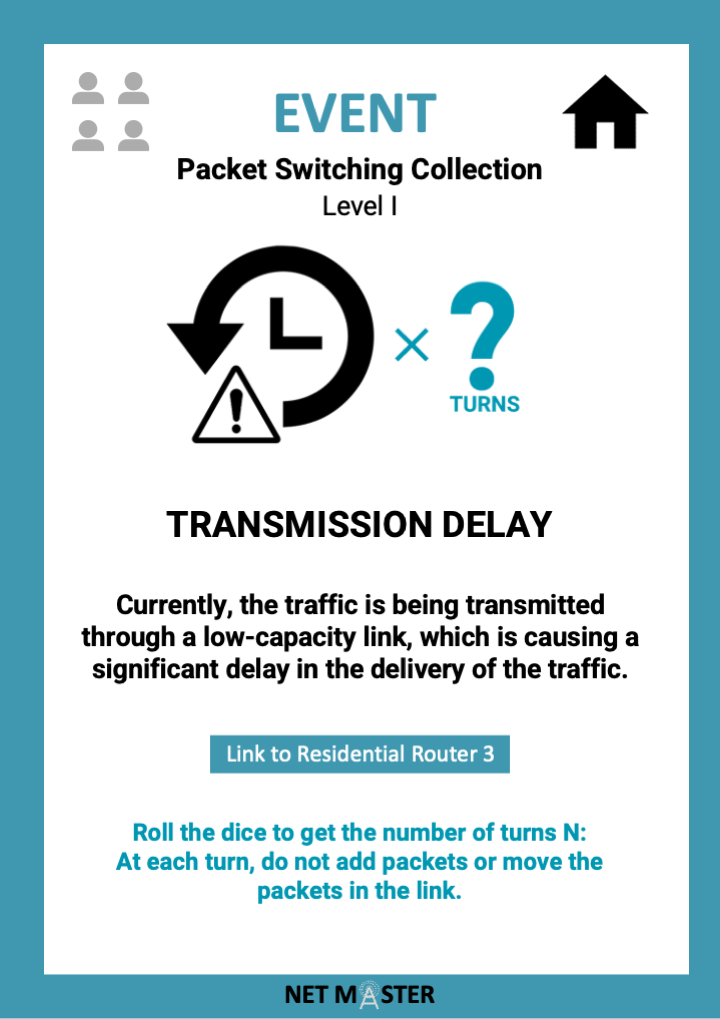 EVENT
Packet Switching Collection
Level I
× ?
TURNS
TRANSMISSION DELAY
Currently, the traffic is being transmitted
through a low-capacity link, which is causing a
significant delay in the delivery of the traffic.
Link to Residential Router 3
Roll the dice to get the number of turns N:
At each turn, do not add packets or move the
packets in the link.
NET MASTER